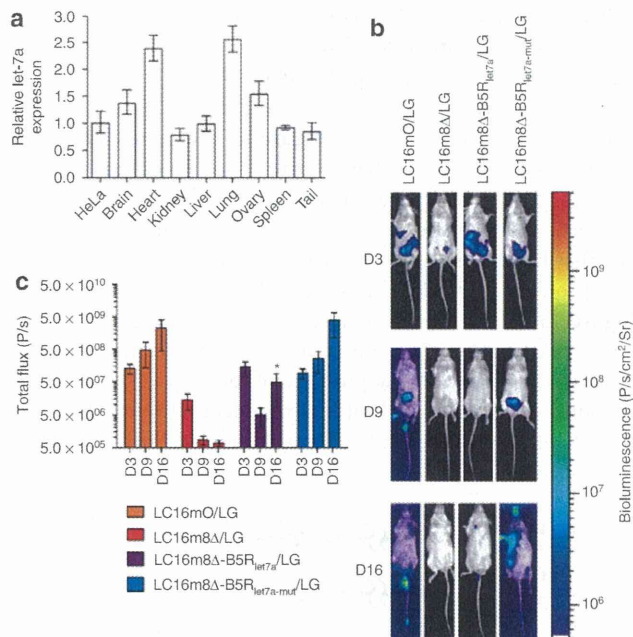 a
Relative let-7a
expression
3.0
2.5
2.0
1.5
1.0
0.5
0.0
HeLa
Brain
Heart
Kidney
Liver
Lung
Ovary
Spleen
Tail
b
LC16mO/LG
LC16m8Δ/LG
LC16m8Δ-B5Rlet7a/LG
LC16m8Δ-B5Rlet7a-mut/LG
D3
D9
D16
10⁹
10⁸
10⁷
10⁶
Bioluminescence (P/s/cm²/Sr)
c
Total flux (P/s)
5.0 × 10¹⁰
5.0 × 10⁹
5.0 × 10⁸
5.0 × 10⁷
5.0 × 10⁶
5.0 × 10⁵
*
D3 D9 D16 D3 D9 D16 D3 D9 D16 D3 D9 D16
LC16mO/LG
LC16m8Δ/LG
LC16m8Δ-B5Rlet7a/LG
LC16m8Δ-B5Rlet7a-mut/LG